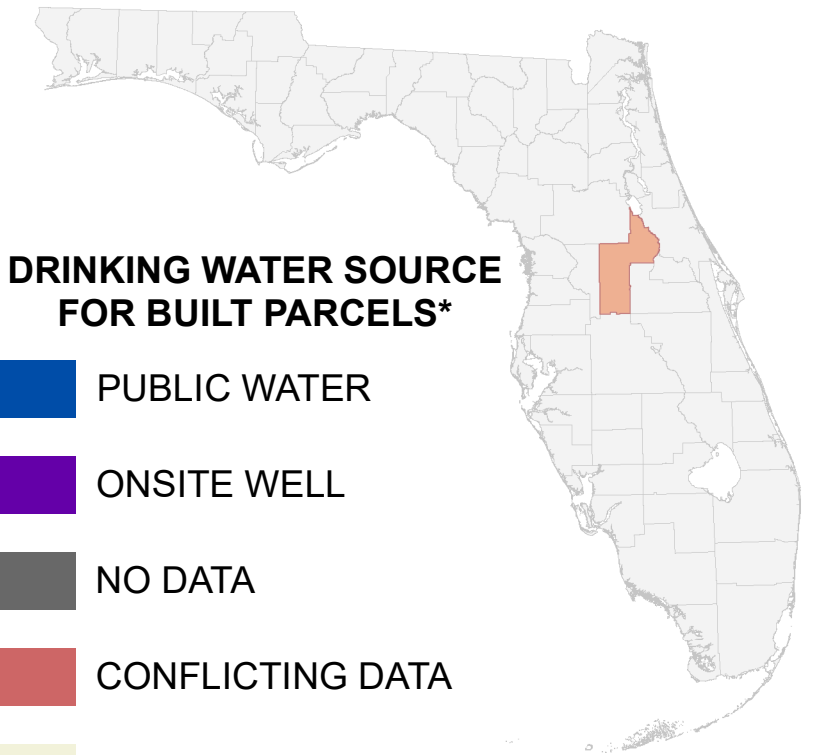 DRINKING WATER SOURCE
FOR BUILT PARCELS*
PUBLIC WATER
ONSITE WELL
NO DATA
CONFLICTING DATA